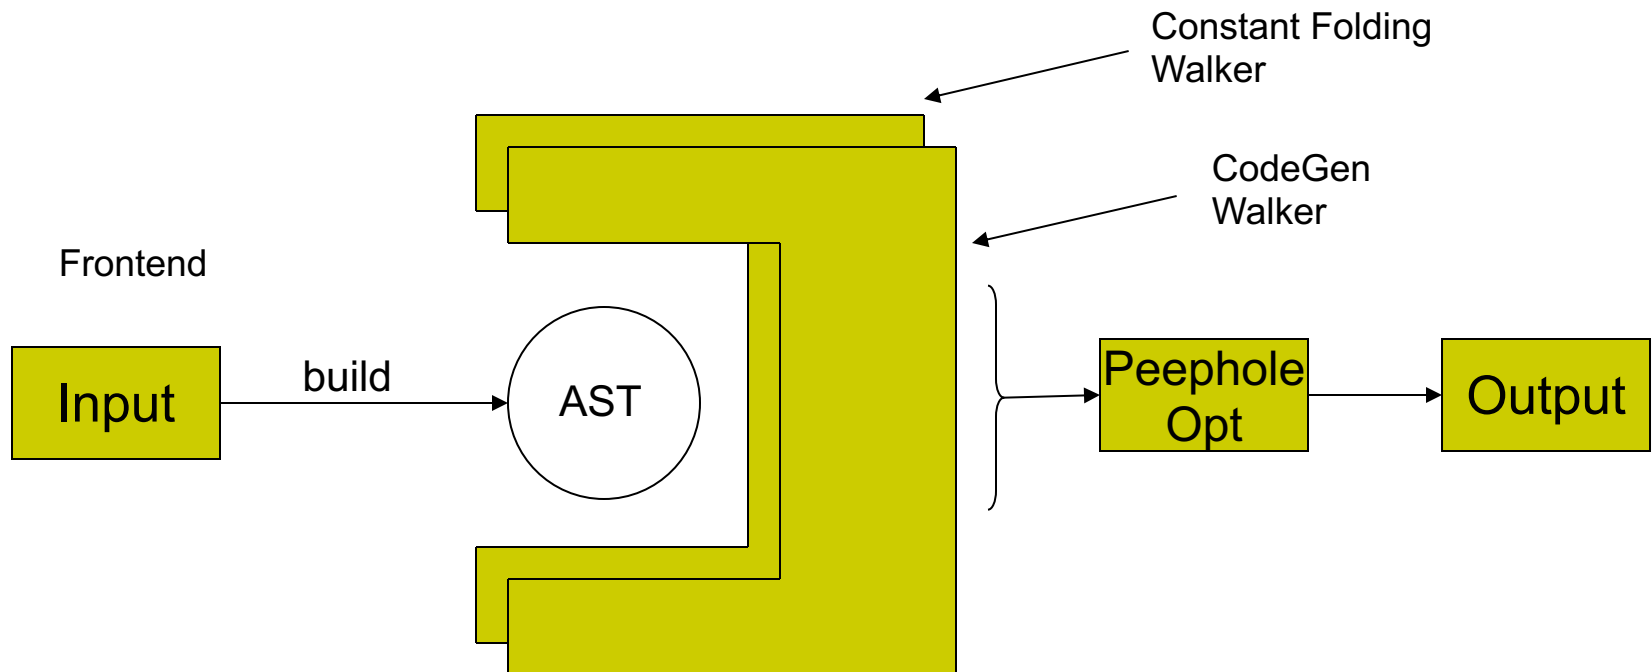 Constant Folding
Walker
CodeGen
Walker
Frontend
Input
build
AST
Peephole
Opt
Output